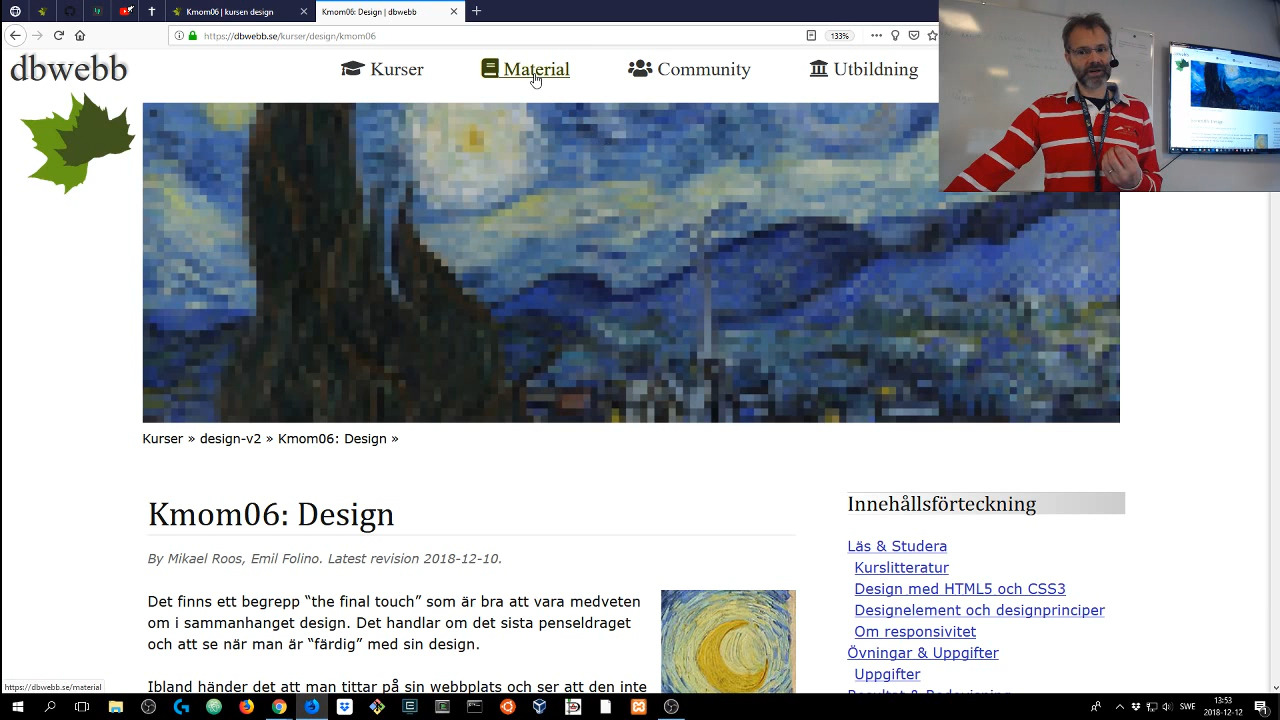 Kmom01 | kursen design
Kmom06: Design | dbwebb
https://dbwebb.se/kurser/design/kmom06
133%
dbwebb
Kurser
Material
Community
Utbildning
Kurser » design-v2 » Kmom06: Design »
Kmom06: Design
By Mikael Roos, Emil Folino. Latest revision 2018-12-10.
Det finns ett begrepp “the final touch” som är bra att vara medveten
om i sammanhanget design. Det handlar om det sista penseldraget
och att se när man är “färdig” med sin design.
Ibland händer det att man tittar på sin webbplats och ser att den inte
Innehållsförteckning
Läs & Studera
Kurslitteratur
Design med HTML5 och CSS3
Designelement och designprinciper
Om responsivitet
Övningar & Uppgifter
Uppgifter
Resultat & Redovisning
https://dbwebb.se/material
SWE
13:53
2018-12-12